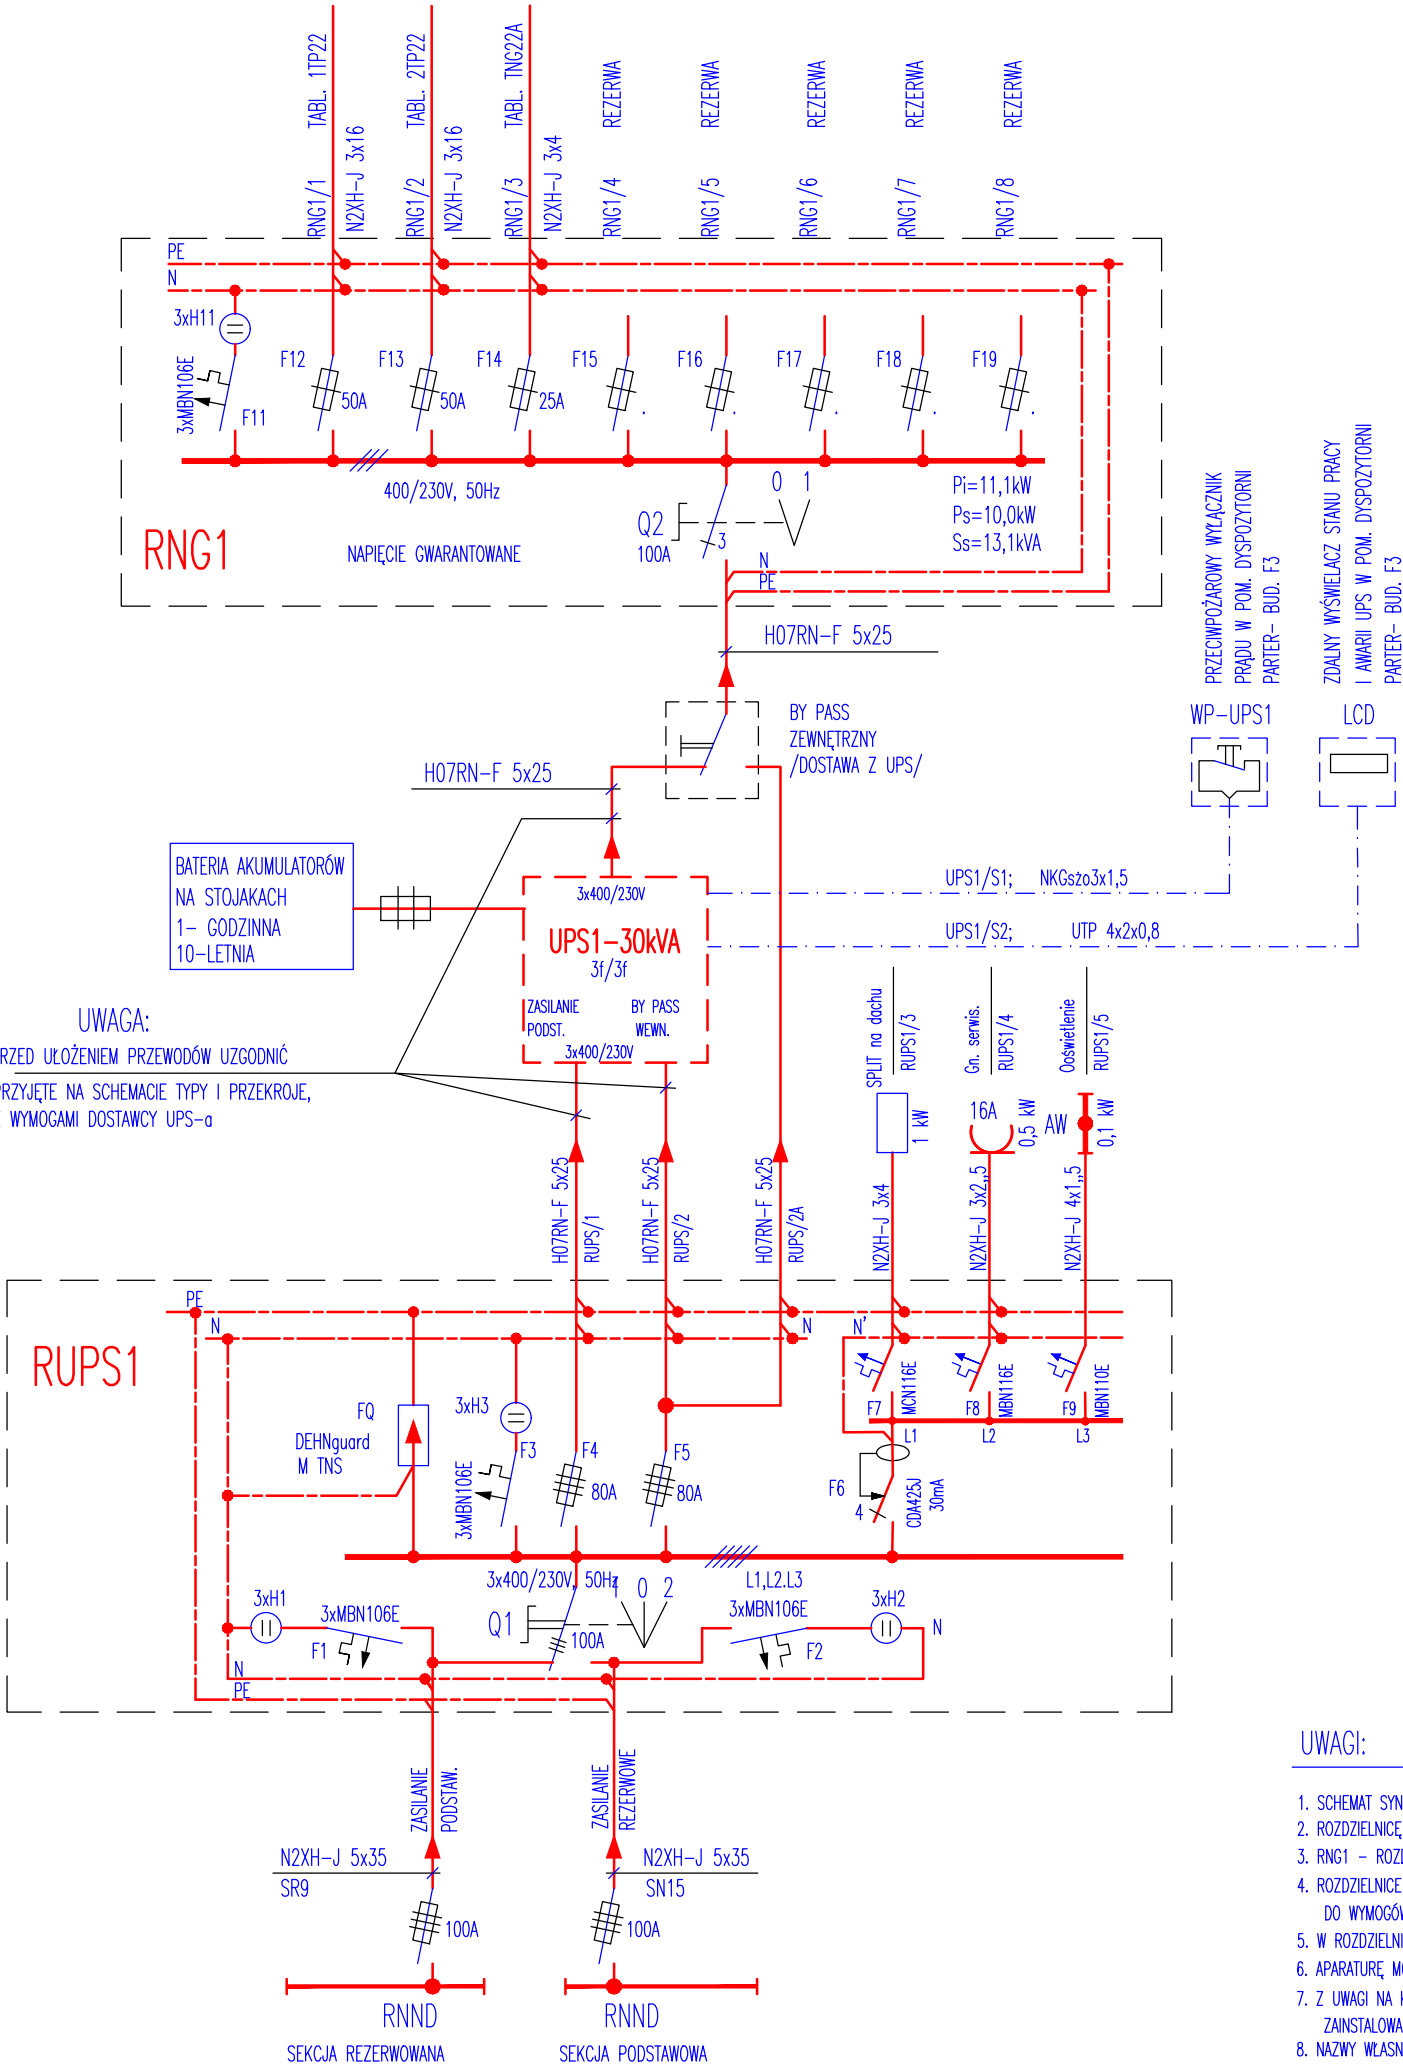 TABL. 1TP22
TABL. 2TP22
TABL. TNG22A
REZERWA
REZERWA
REZERWA
REZERWA
REZERWA
RNG1/1
N2XH-J 3x16
RNG1/2
N2XH-J 3x16
RNG1/3
N2XH-J 3x4
RNG1/4
RNG1/5
RNG1/6
RNG1/7
RNG1/8
PE
N
3xH11
3xMBN106E
F11
F12
50A
F13
50A
F14
25A
F15
F16
F17
F18
F19
400/230V, 50Hz
RNG1
NAPIĘCIE GWARANTOWANE
Q2
100A
3
0 1
Pi=11,1kW
Ps=10,0kW
Ss=13,1kVA
N
PE
H07RN-F 5x25
BY PASS
ZEWNĘTRZNY
/DOSTAWA Z UPS/
H07RN-F 5x25
PRZECIWPOŻAROWY WYŁĄCZNIK
PRĄDU W POM. DYSPOZYTORNI
PARTER- BUD. F3
ZDALNY WYŚWIELACZ STANU PRACY
I AWARII UPS W POM. DYSPOZYTORNI
PARTER- BUD. F3
WP-UPS1
LCD
BATERIA AKUMULATORÓW
NA STOJAKACH
1- GODZINNA
10-LETNIA
3x400/230V
UPS1-30kVA
3f/3f
ZASILANIE
PODST.
BY PASS
WEWN.
3x400/230V
UPS1/S1; NKGsżo3x1,5
UPS1/S2; UTP 4x2x0,8
UWAGA:
RZED UŁOŻENIEM PRZEWODÓW UZGODNIĆ
PRZYJĘTE NA SCHEMACIE TYPY I PRZEKROJE,
WYMOGAMI DOSTAWCY UPS-a
SPLIT na dachu
RUPS1/3
Gn. serwis.
RUPS1/4
Ooświetlenie
RUPS1/5
1 kW
16A
0,5 kW
AW
0,1 kW
H07RN-F 5x25
RUPS/1
H07RN-F 5x25
RUPS/2
H07RN-F 5x25
RUPS/2A
N2XH-J 3x4
N2XH-J 3x2,,5
N2XH-J 4x1,,5
RUPS1
PE
N
N
N'
FQ
DEHNguard
M TNS
3xH3
3xMBN106E
F3
F4
80A
F5
80A
F7
MCN116E
F8
MBN116E
F9
MBN110E
L1
L2
L3
F6
4
CDA425J
30mA
3x400/230V, 50Hz
L1,L2.L3
1 0 2
Q1
100A
3xH1
3xMBN106E
F1
3xMBN106E
F2
3xH2
N
N
PE
ZASILANIE
PODSTAW.
ZASILANIE
REZERWOWE
N2XH-J 5x35
SR9
N2XH-J 5x35
SN15
100A
100A
RNND
SEKCJA REZERWOWANA
RNND
SEKCJA PODSTAWOWA
UWAGI:
1. SCHEMAT SYN
2. ROZDZIELNICĘ
3. RNG1 - ROZD
4. ROZDZIELNICE
DO WYMOGÓW
5. W ROZDZIELNI
6. APARATURĘ MO
7. Z UWAGI NA
ZAINSTALOWA
8. NAZWY WŁASN